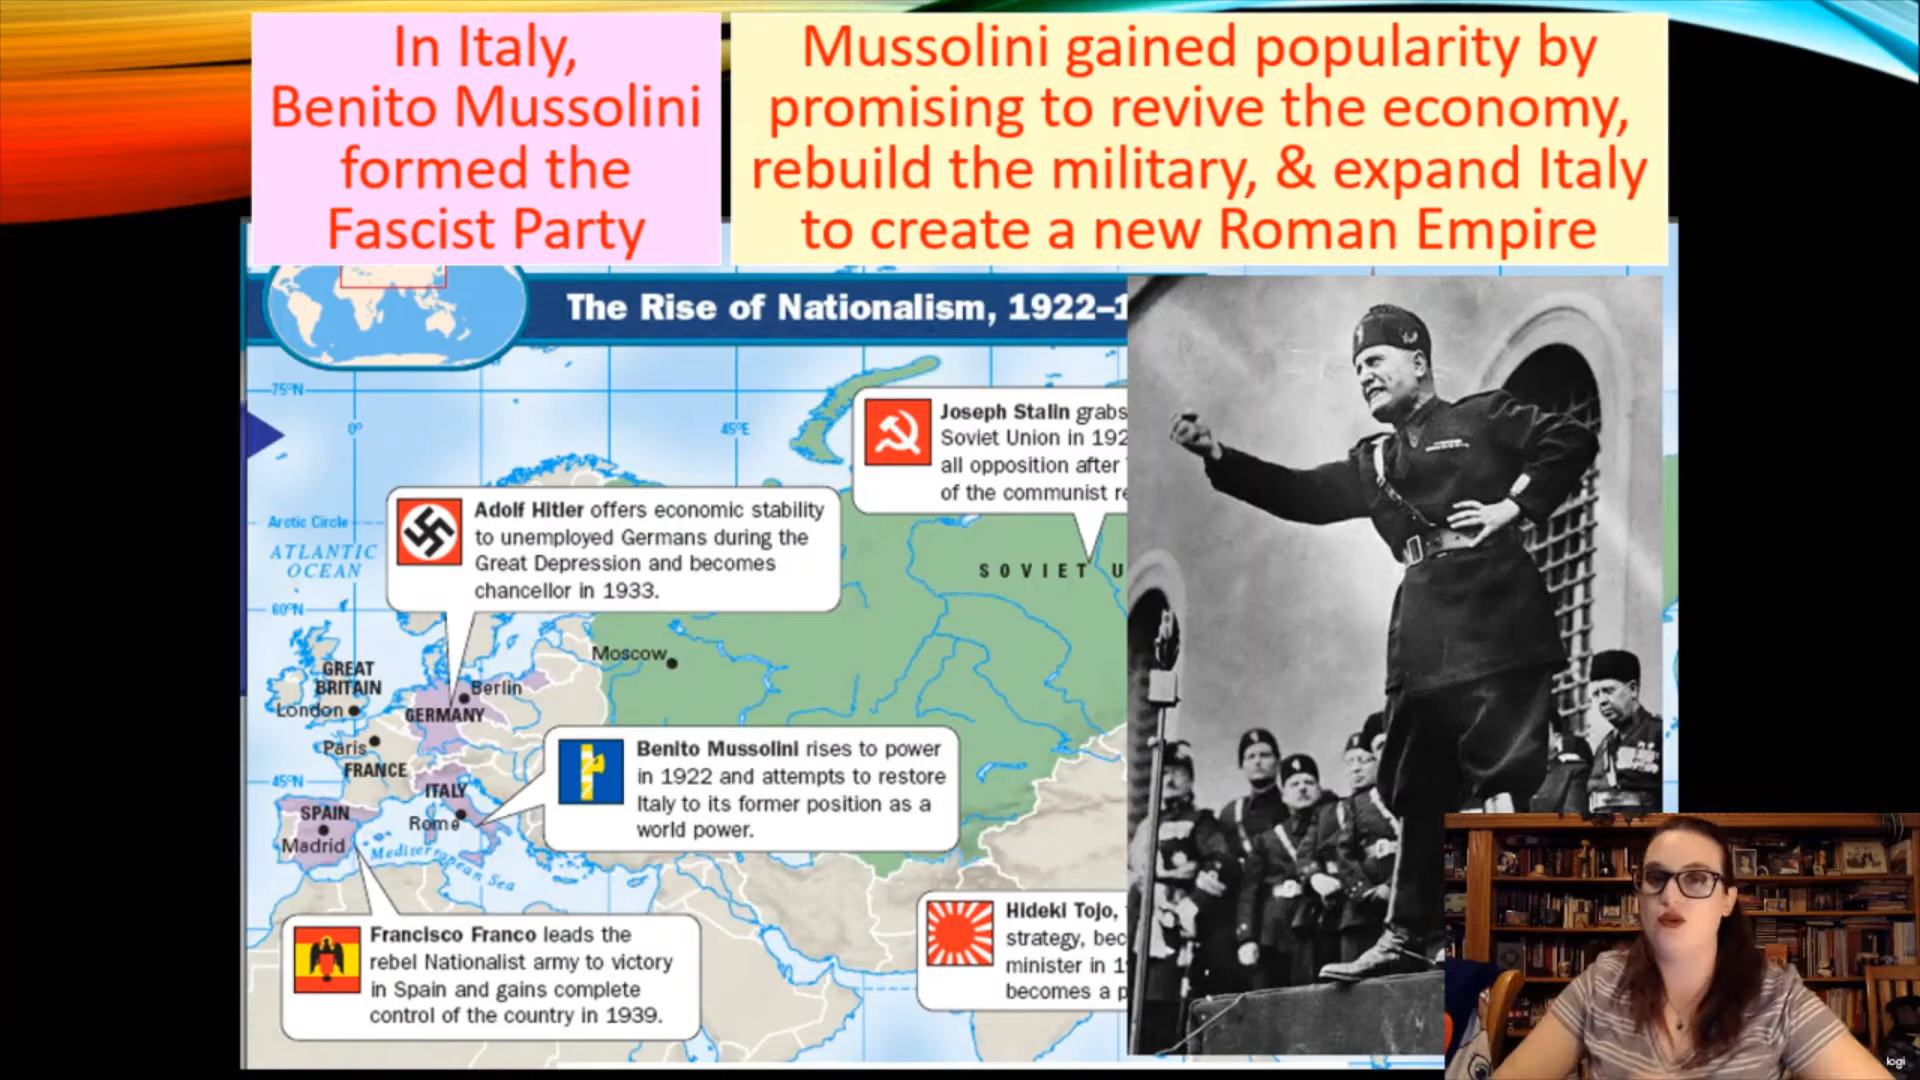 In Italy,
Benito Mussolini
formed the
Fascist Party
Mussolini gained popularity by
promising to revive the economy,
rebuild the military, & expand Italy
to create a new Roman Empire
The Rise of Nationalism, 1922–1
75°N
0°
45°E
Joseph Stalin grabs
Soviet Union in 192
all opposition after
of the communist re
Adolf Hitler offers economic stability
to unemployed Germans during the
Great Depression and becomes
chancellor in 1933.
Arctic Circle
ATLANTIC
OCEAN
SOVIET U
60°N
Moscow
GREAT
BRITAIN
London
Berlin
GERMANY
Paris
FRANCE
Benito Mussolini rises to power
in 1922 and attempts to restore
Italy to its former position as a
world power.
45°N
ITALY
Rome
SPAIN
Madrid
Mediterranean Sea
Francisco Franco leads the
rebel Nationalist army to victory
in Spain and gains complete
control of the country in 1939.
Hideki Tojo,
strategy, bec
minister in 1
becomes a p
logi